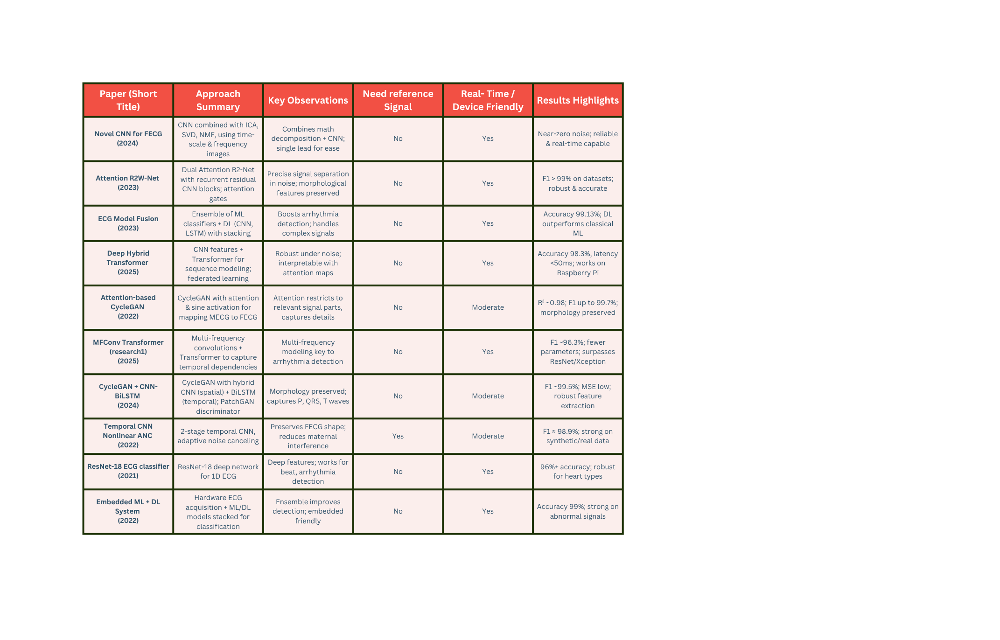 Paper (Short
Title)
Approach
Summary
Key Observations
Need reference
Signal
Real- Time /
Device Friendly
Results Highlights
Novel CNN for FECG
(2024)
CNN combined with ICA,
SVD, NMF, using time-
scale & frequency
images
Combines math
decomposition + CNN;
single lead for ease
No
Yes
Near-zero noise; reliable
& real-time capable
Attention R2W-Net
(2023)
Dual Attention R2-Net
with recurrent residual
CNN blocks; attention
gates
Precise signal separation
in noise; morphological
features preserved
No
Yes
F1 > 99% on datasets;
robust & accurate
ECG Model Fusion
(2023)
Ensemble of ML
classifiers + DL (CNN,
LSTM) with stacking
Boosts arrhythmia
detection; handles
complex signals
No
Yes
Accuracy 99.13%; DL
outperforms classical
ML
Deep Hybrid
Transformer
(2025)
CNN features +
Transformer for
sequence modeling;
federated learning
Robust under noise;
interpretable with
attention maps
No
Yes
Accuracy 98.3%, latency
<50ms; works on
Raspberry Pi
Attention-based
CycleGAN
(2022)
CycleGAN with attention
& sine activation for
mapping MECG to FECG
Attention restricts to
relevant signal parts,
captures details
No
Moderate
R² ~0.98; F1 up to 99.7%;
morphology preserved
MFConv Transformer
(research1)
(2025)
Multi-frequency
convolutions +
Transformer to capture
temporal dependencies
Multi-frequency
modeling key to
arrhythmia detection
No
Yes
F1 ~96.3%; fewer
parameters; surpasses
ResNet/Xception
CycleGAN + CNN-
BiLSTM
(2024)
CycleGAN with hybrid
CNN (spatial) + BiLSTM
(temporal); PatchGAN
discriminator
Morphology preserved;
captures P, QRS, T waves
No
Moderate
F1 ~99.5%; MSE low;
robust feature
extraction
Temporal CNN
Nonlinear ANC
(2022)
2-stage temporal CNN,
adaptive noise canceling
Preserves FECG shape;
reduces maternal
interference
Yes
Moderate
F1 ≈ 98.9%; strong on
synthetic/real data
ResNet-18 ECG classifier
(2021)
ResNet-18 deep network
for 1D ECG
Deep features; works for
beat, arrhythmia
detection
No
Yes
96%+ accuracy; robust
for heart types
Embedded ML + DL
System
(2022)
Hardware ECG
acquisition + ML/DL
models stacked for
classification
Ensemble improves
detection; embedded
friendly
No
Yes
Accuracy 99%; strong on
abnormal signals